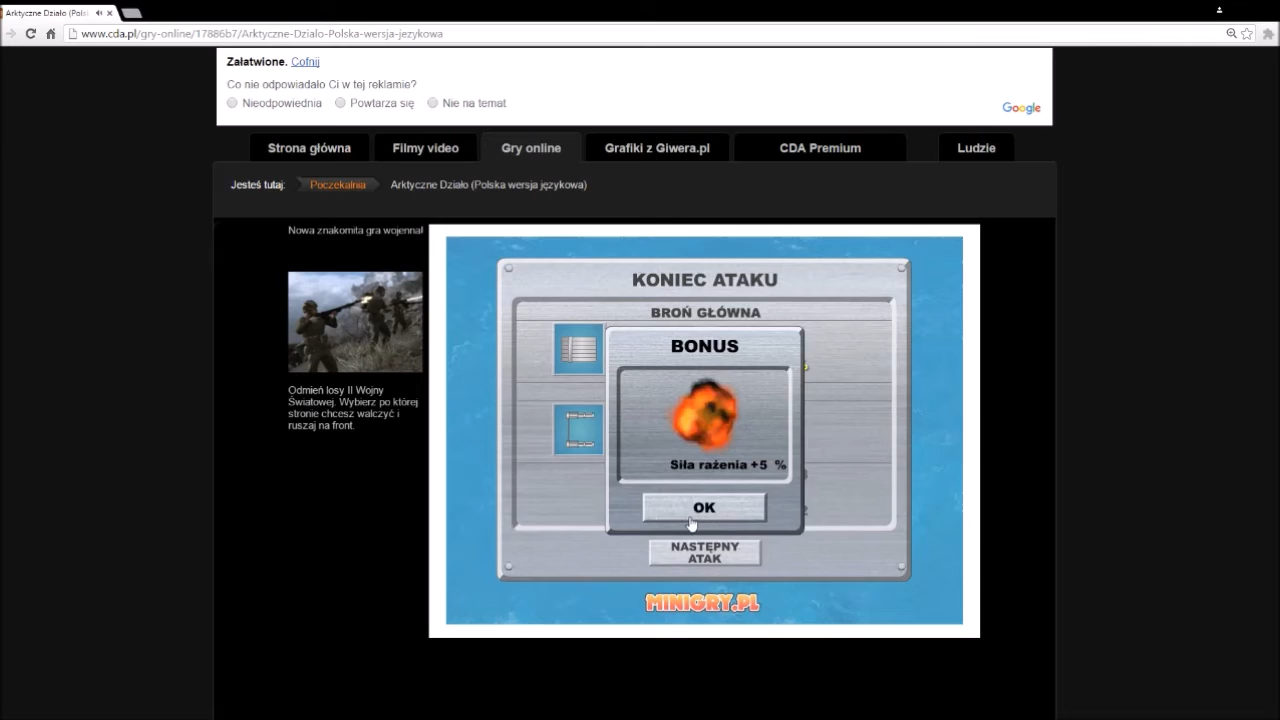 Arktyczne Działo (Pols
www.cda.pl/gry-online/17886b7/Arktyczne-Dzialo-Polska-wersja-jezykowa
Załatwione. Cofnij
Co nie odpowiadało Ci w tej reklamie?
Nieodpowiednia Powtarza się Nie na temat
Google
Strona główna Filmy video Gry online Grafiki z Giwera.pl CDA Premium Ludzie
Jesteś tutaj: Poczekalnia Arktyczne Działo (Polska wersja językowa)
Nowa znakomita gra wojenna!
Odmień losy II Wojny
Światowej. Wybierz po której
stronie chcesz walczyć i
ruszaj na front.
KONIEC ATAKU
BROŃ GŁÓWNA
BONUS
Siła rażenia +5 %
OK
NASTĘPNY
ATAK
MINIGRY.PL